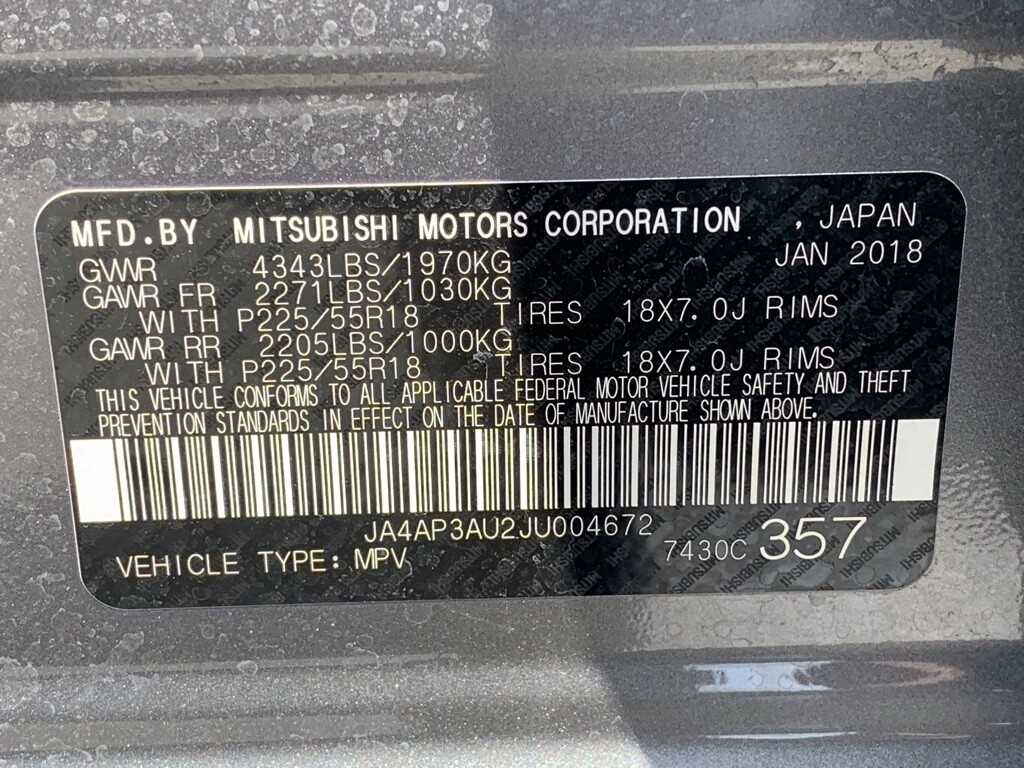 MFD.BY MITSUBISHI MOTORS CORPORATION , JAPAN
GVWR 4343LBS/1970KG JAN 2018
GAWR FR 2271LBS/1030KG
WITH P225/55R18 TIRES 18X7.0J RIMS
GAWR RR 2205LBS/1000KG
WITH P225/55R18 TIRES 18X7.0J RIMS
THIS VEHICLE CONFORMS TO ALL APPLICABLE FEDERAL MOTOR VEHICLE SAFETY AND THEFT
PREVENTION STANDARDS IN EFFECT ON THE DATE OF MANUFACTURE SHOWN ABOVE.
JA4AP3AU2JU004672
VEHICLE TYPE: MPV 7430C 357